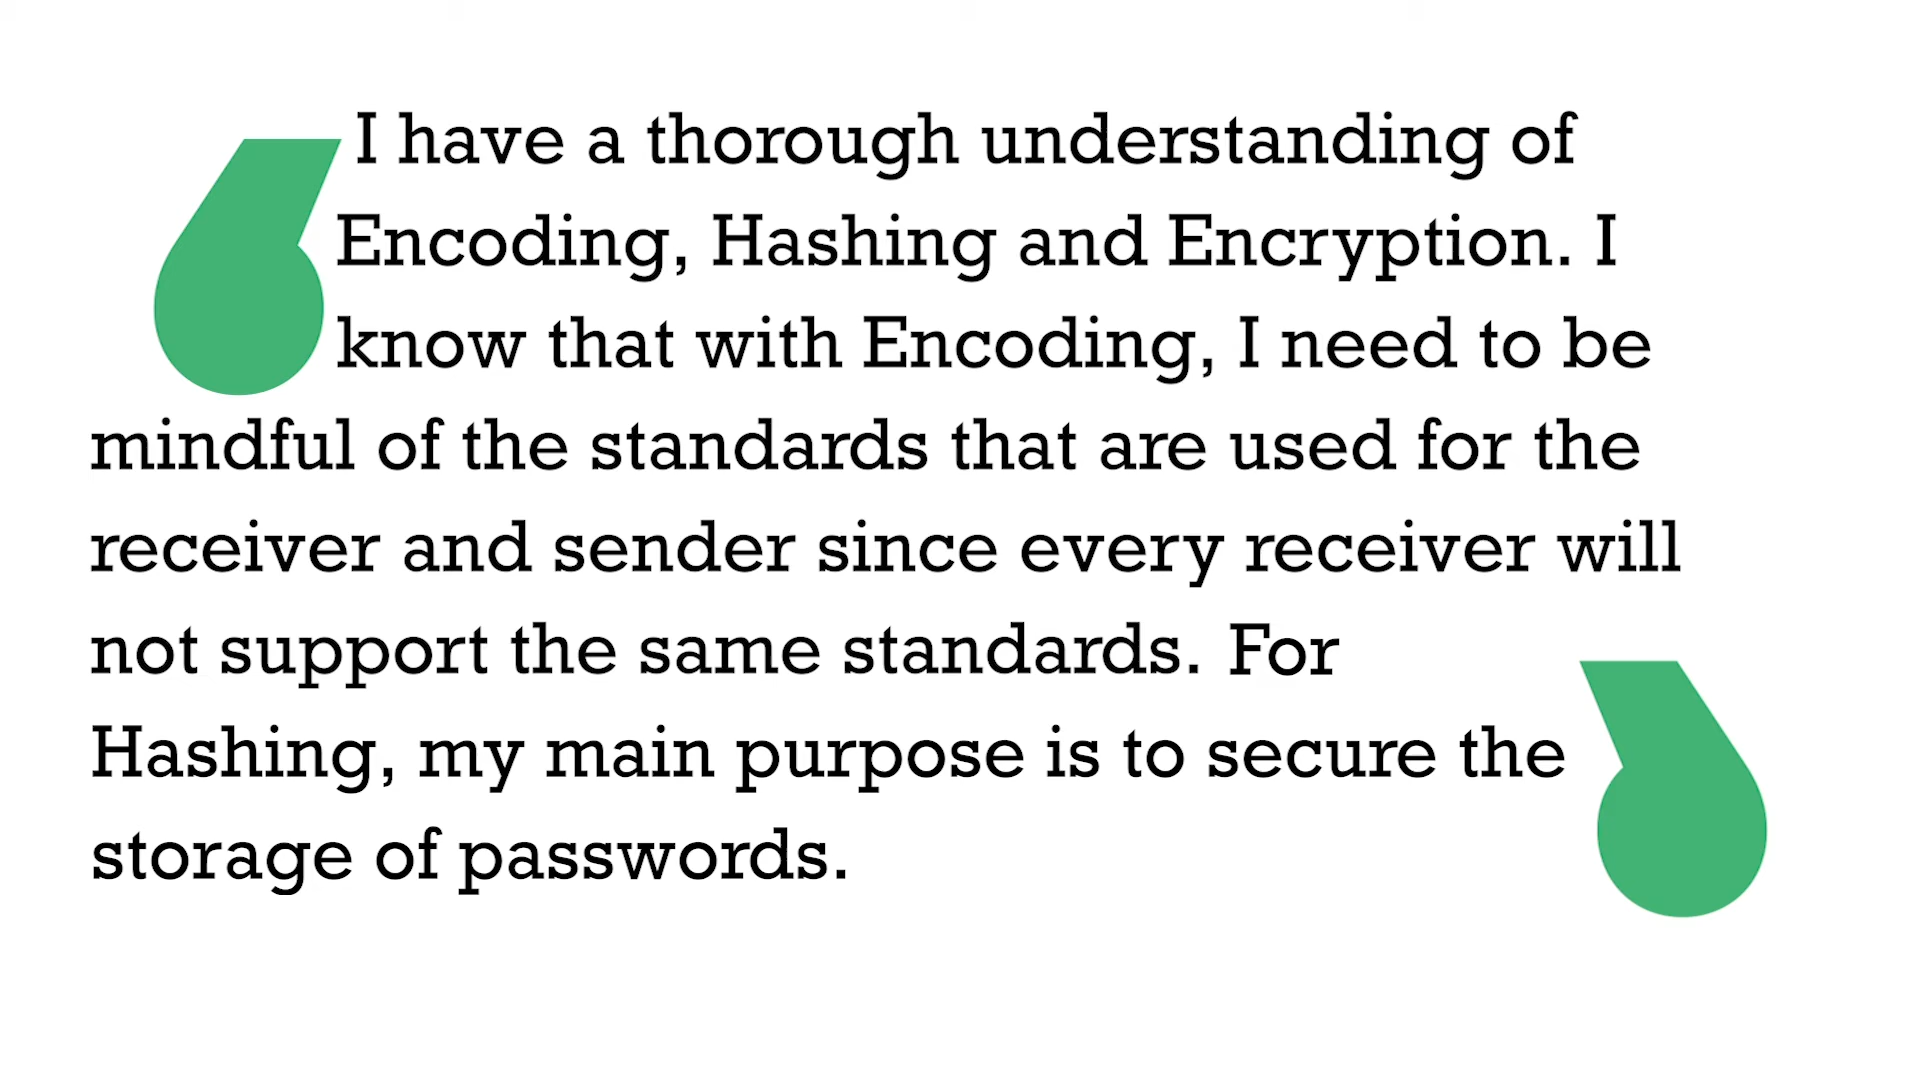 I have a thorough understanding of
Encoding, Hashing and Encryption. I
know that with Encoding, I need to be
mindful of the standards that are used for the
receiver and sender since every receiver will
not support the same standards. For
Hashing, my main purpose is to secure the
storage of passwords.